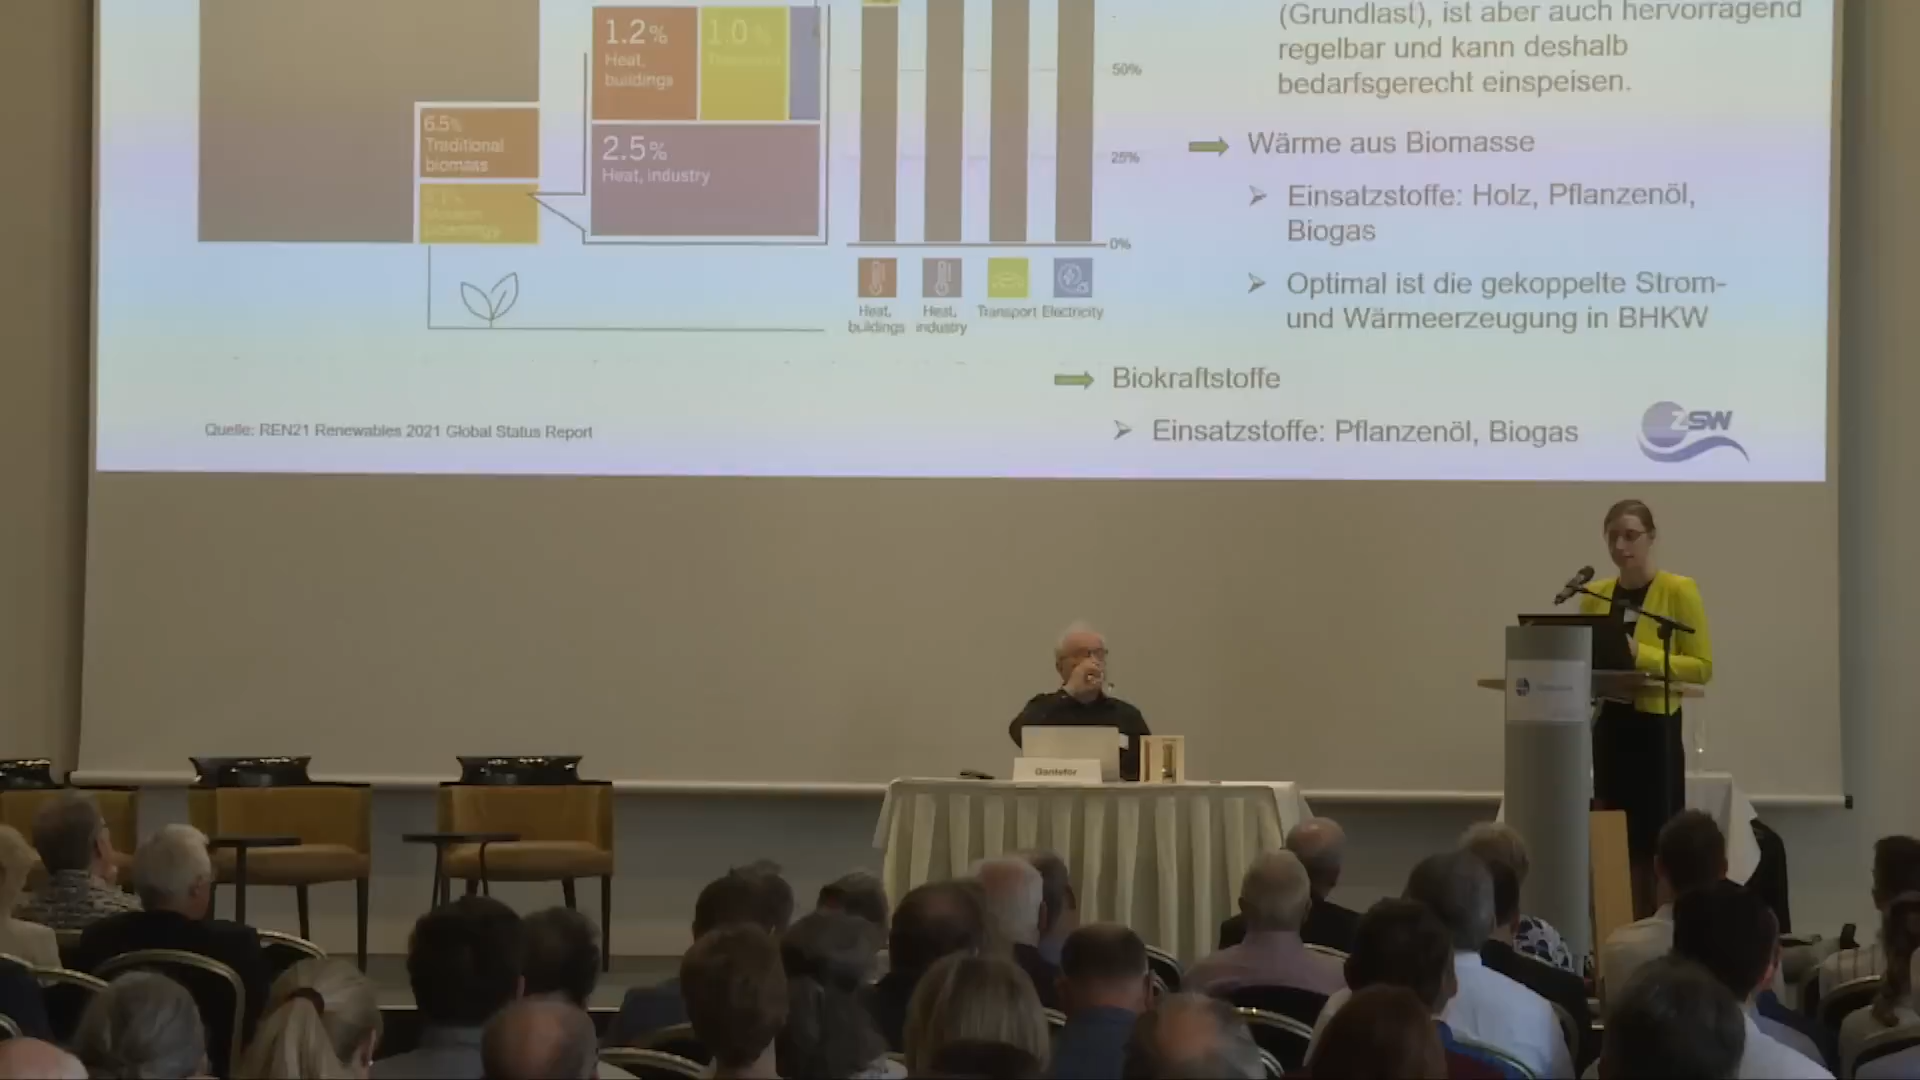 1.2%
Heat,
buildings
1.0 %
6.5%
Traditional
biomass
2.5%
Heat, industry
50%
25%
0%
Heat,
buildings
Heat,
industry
Transport
Electricity
(Grundlast), ist aber auch hervorragend
regelbar und kann deshalb
bedarfsgerecht einspeisen.
Wärme aus Biomasse
Einsatzstoffe: Holz, Pflanzenöl,
Biogas
Optimal ist die gekoppelte Strom-
und Wärmeerzeugung in BHKW
Biokraftstoffe
Einsatzstoffe: Pflanzenöl, Biogas
Quelle: REN21 Renewables 2021 Global Status Report
ZSW
Ganteför